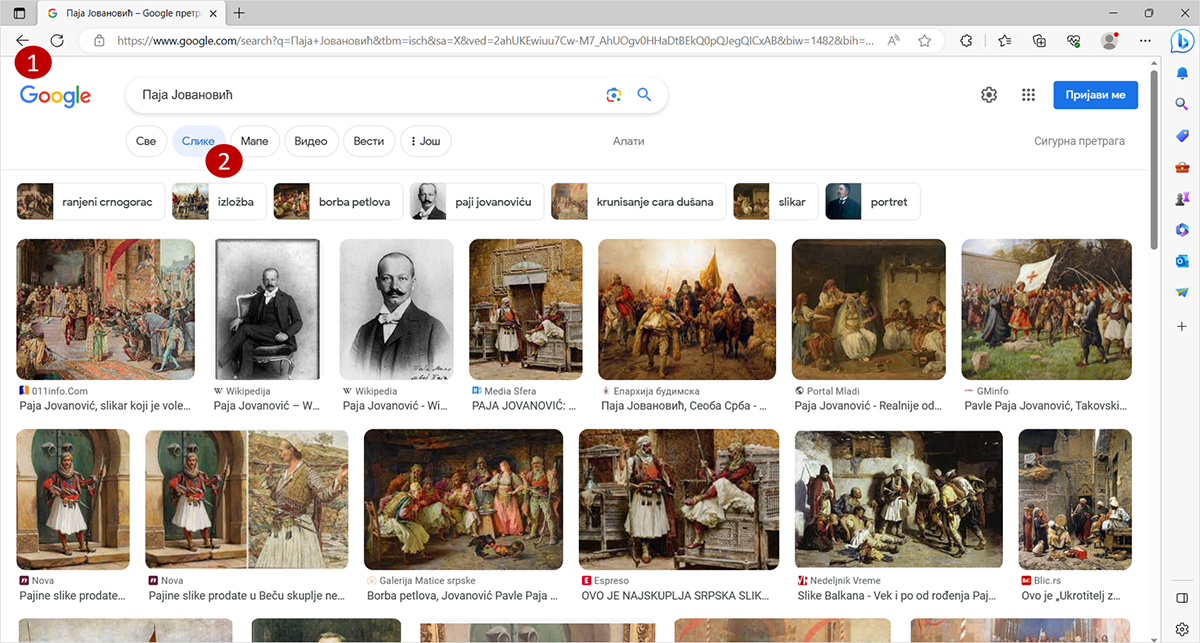 Паја Јовановић – Google претр
https://www.google.com/search?q=Паја+Јовановић&tbm=isch&sa=X&ved=2ahUKEwiuu7Cw-M7_AhUOgv0HHaDtBEkQ0pQJegQICxAB&biw=1482&bih=...
1
Google
Паја Јовановић
Пријави ме
Све
Слике
Мапе
Видео
Вести
Још
Алати
Сигурна претрага
2
ranjeni crnogorac
izložba
borba petlova
paji jovanoviću
krunisanje cara dušana
slikar
portret
011info.Com
Paja Jovanović, slikar koji je vole...
Wikipedija
Paja Jovanović – W...
Wikipedia
Paja Jovanović - Wi...
Media Sfera
PAJA JOVANOVIĆ: ...
Епархија будимска
Паја Јовановић, Сеоба Срба - ...
Portal Mladi
Paja Jovanović - Realnije od...
GMinfo
Pavle Paja Jovanović, Takovski...
Nova
Pajine slike prodate...
Nova
Pajine slike prodate u Beču skuplje ne...
Galerija Matice srpske
Borba petlova, Jovanović Pavle Paja ...
Espreso
OVO JE NAJSKUPLJA SRPSKA SLIK...
Nedeljnik Vreme
Slike Balkana - Vek i po od rođenja Paj...
Blic.rs
Ovo je „Ukrotitelj z...